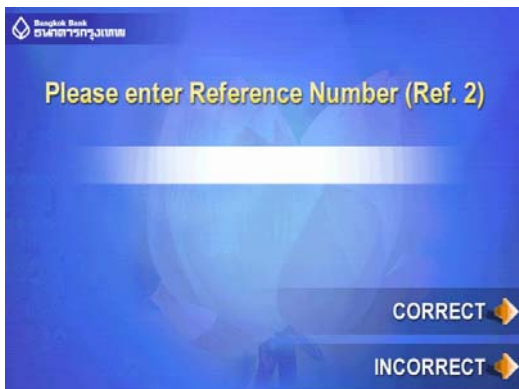 Bangkok Bank
ธนาคารกรุงเทพ
Please enter Reference Number (Ref. 2)
CORRECT
INCORRECT